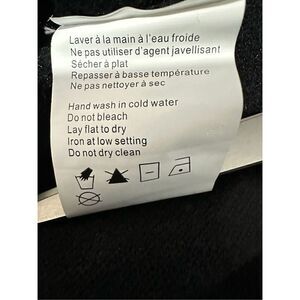 Laver à la main à l'eau froide
Ne pas utiliser d'agent javellisant
Sécher à plat
Repasser à basse température
Ne pas nettoyer à sec
Hand wash in cold water
Do not bleach
Lay flat to dry
Iron at low setting
Do not dry clean